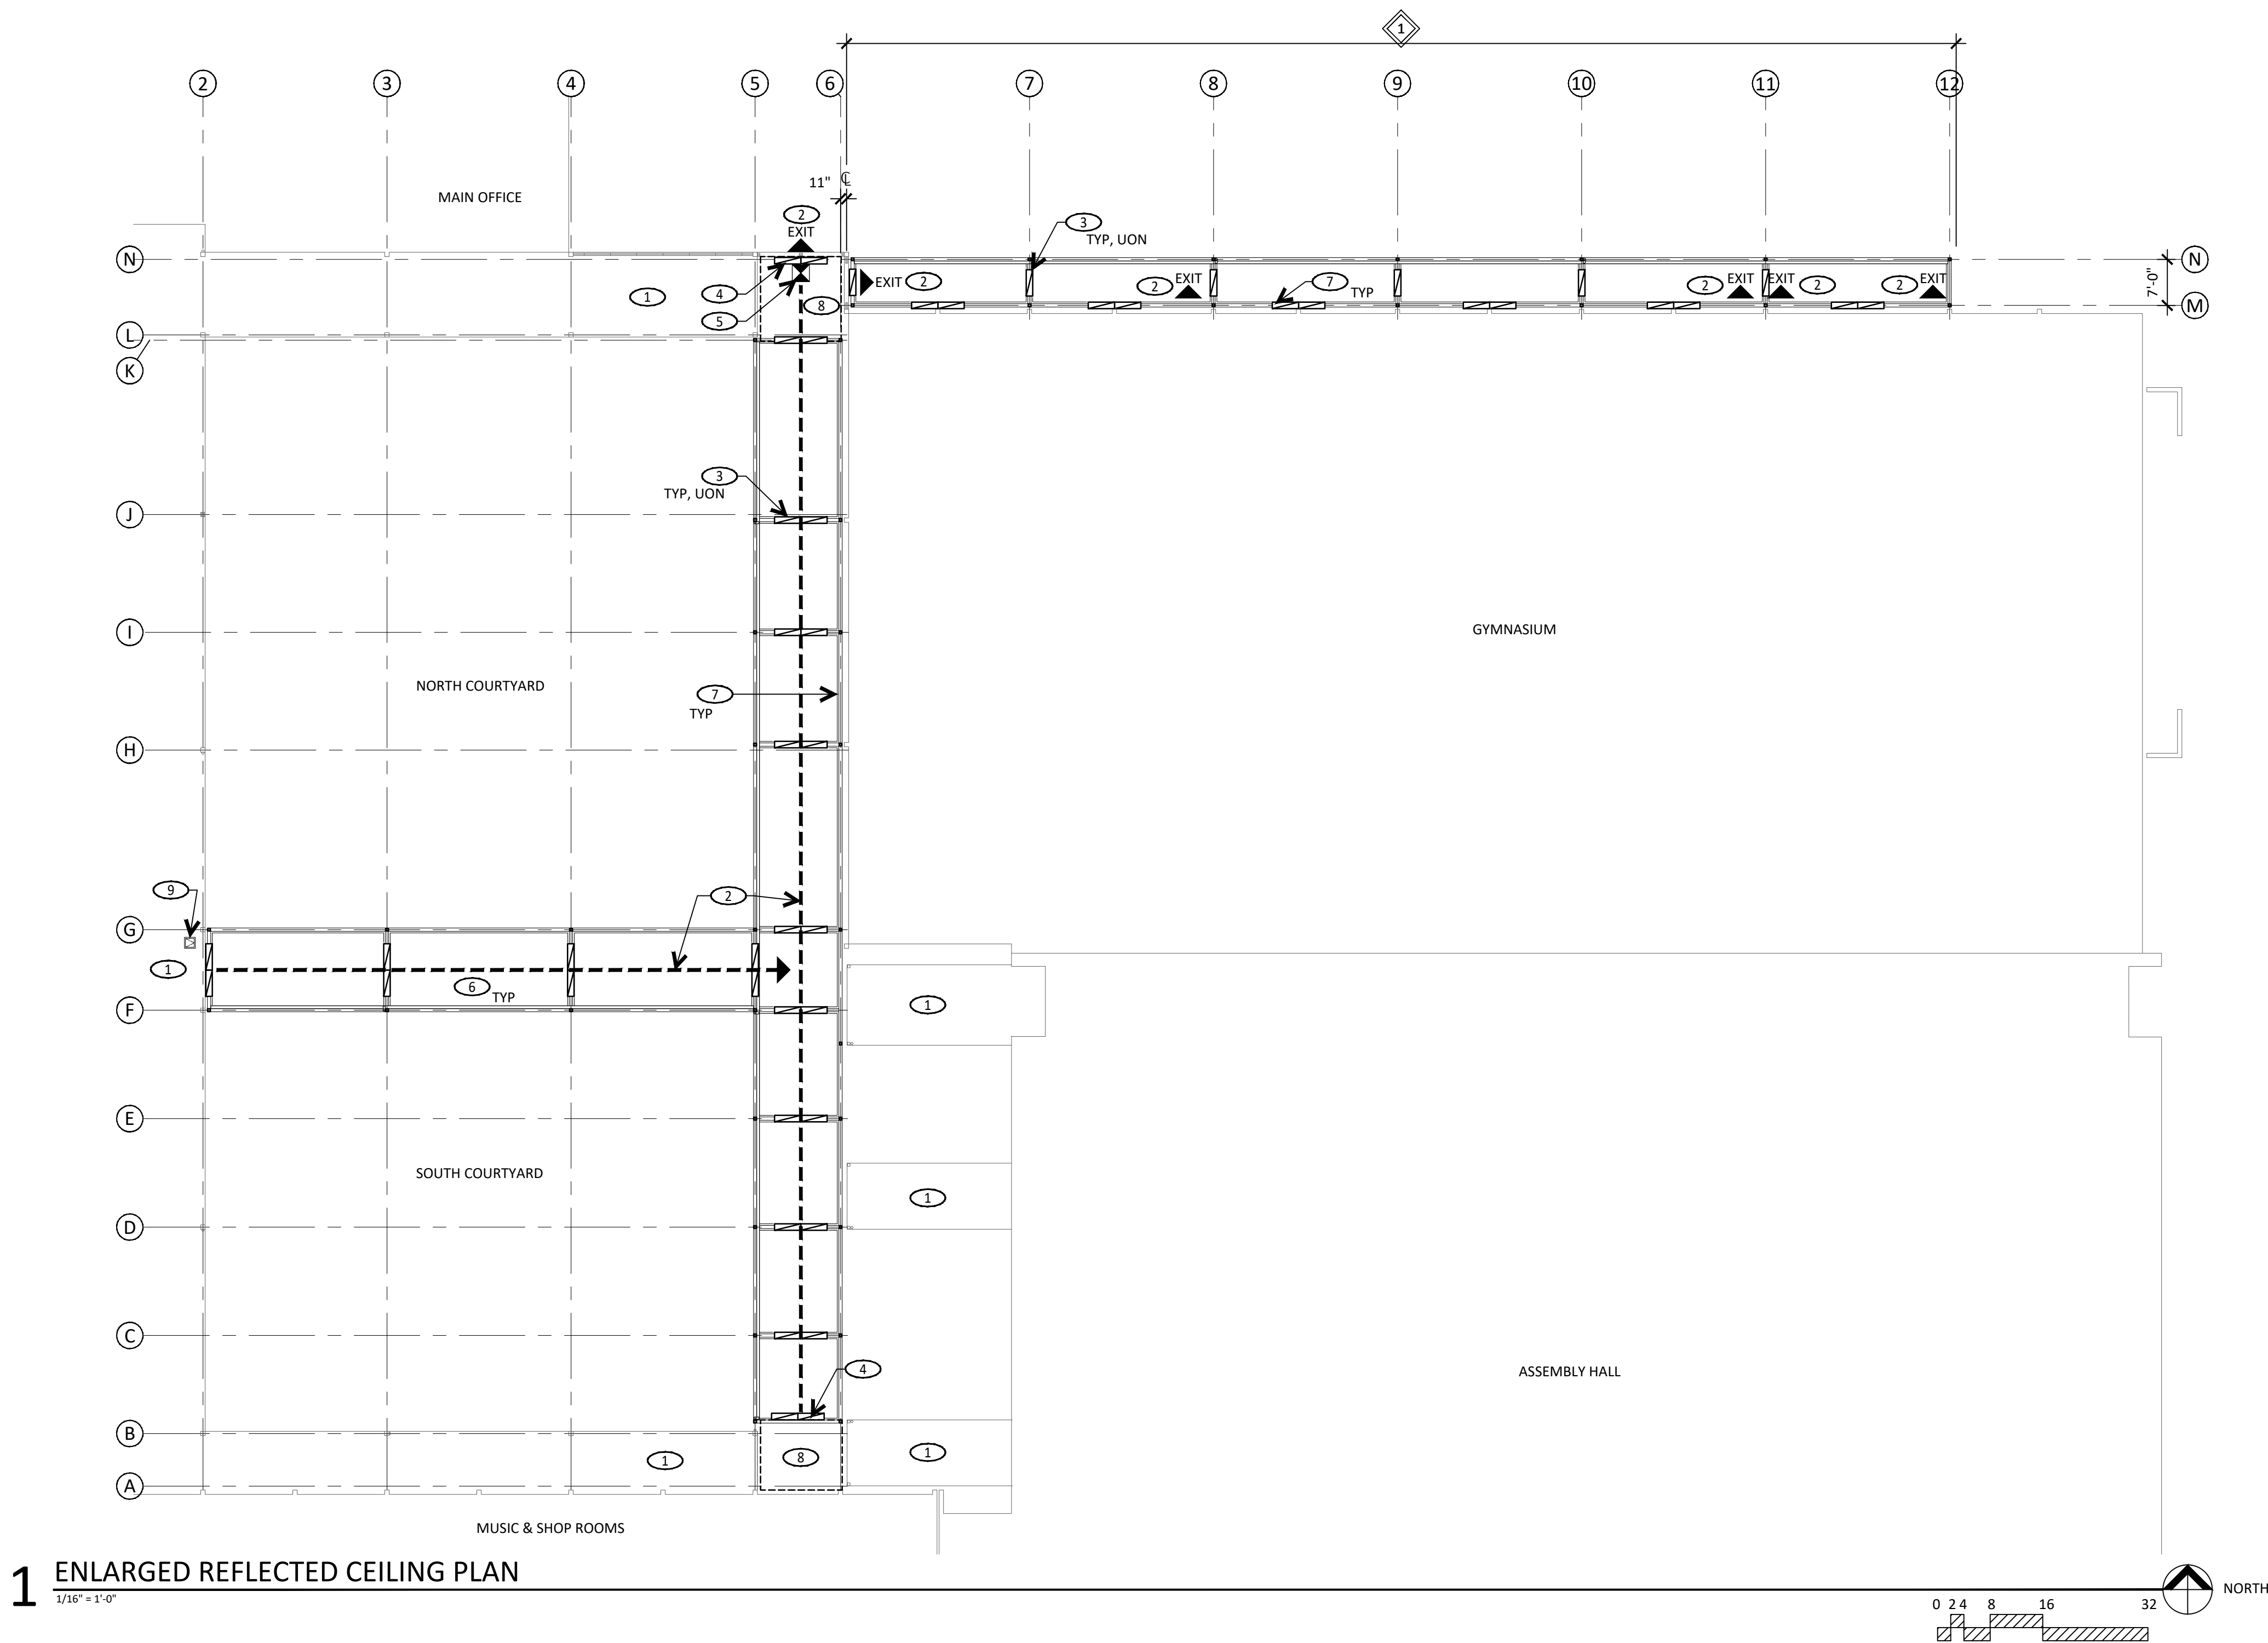 1
2
3
4
5
6
7
8
9
10
11
12
11" ℄
MAIN OFFICE
2
EXIT
3
TYP, UON
N
N
EXIT 2
2 EXIT
7 TYP
2 EXIT
EXIT 2
2 EXIT
7'-0"
M
1
4
5
8
L
K
3
TYP, UON
J
I
GYMNASIUM
NORTH COURTYARD
7
TYP
H
9
2
G
1
6 TYP
F
1
E
SOUTH COURTYARD
1
D
C
4
ASSEMBLY HALL
B
1
8
1
A
MUSIC & SHOP ROOMS
1 ENLARGED REFLECTED CEILING PLAN
1/16" = 1'-0"
NORTH
0 2 4 8 16 32